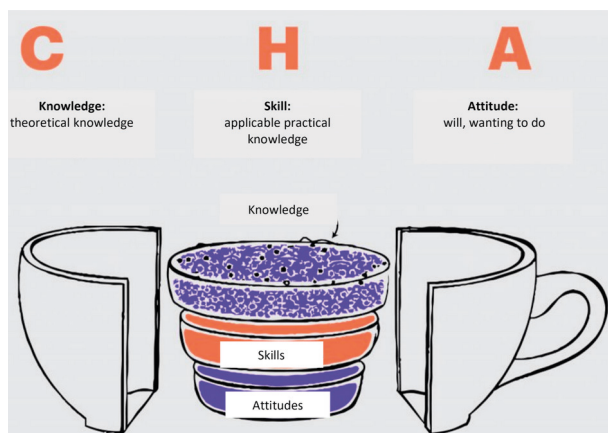 C H A
Knowledge:
theoretical knowledge
Skill:
applicable practical
knowledge
Attitude:
will, wanting to do
Knowledge
Skills
Attitudes